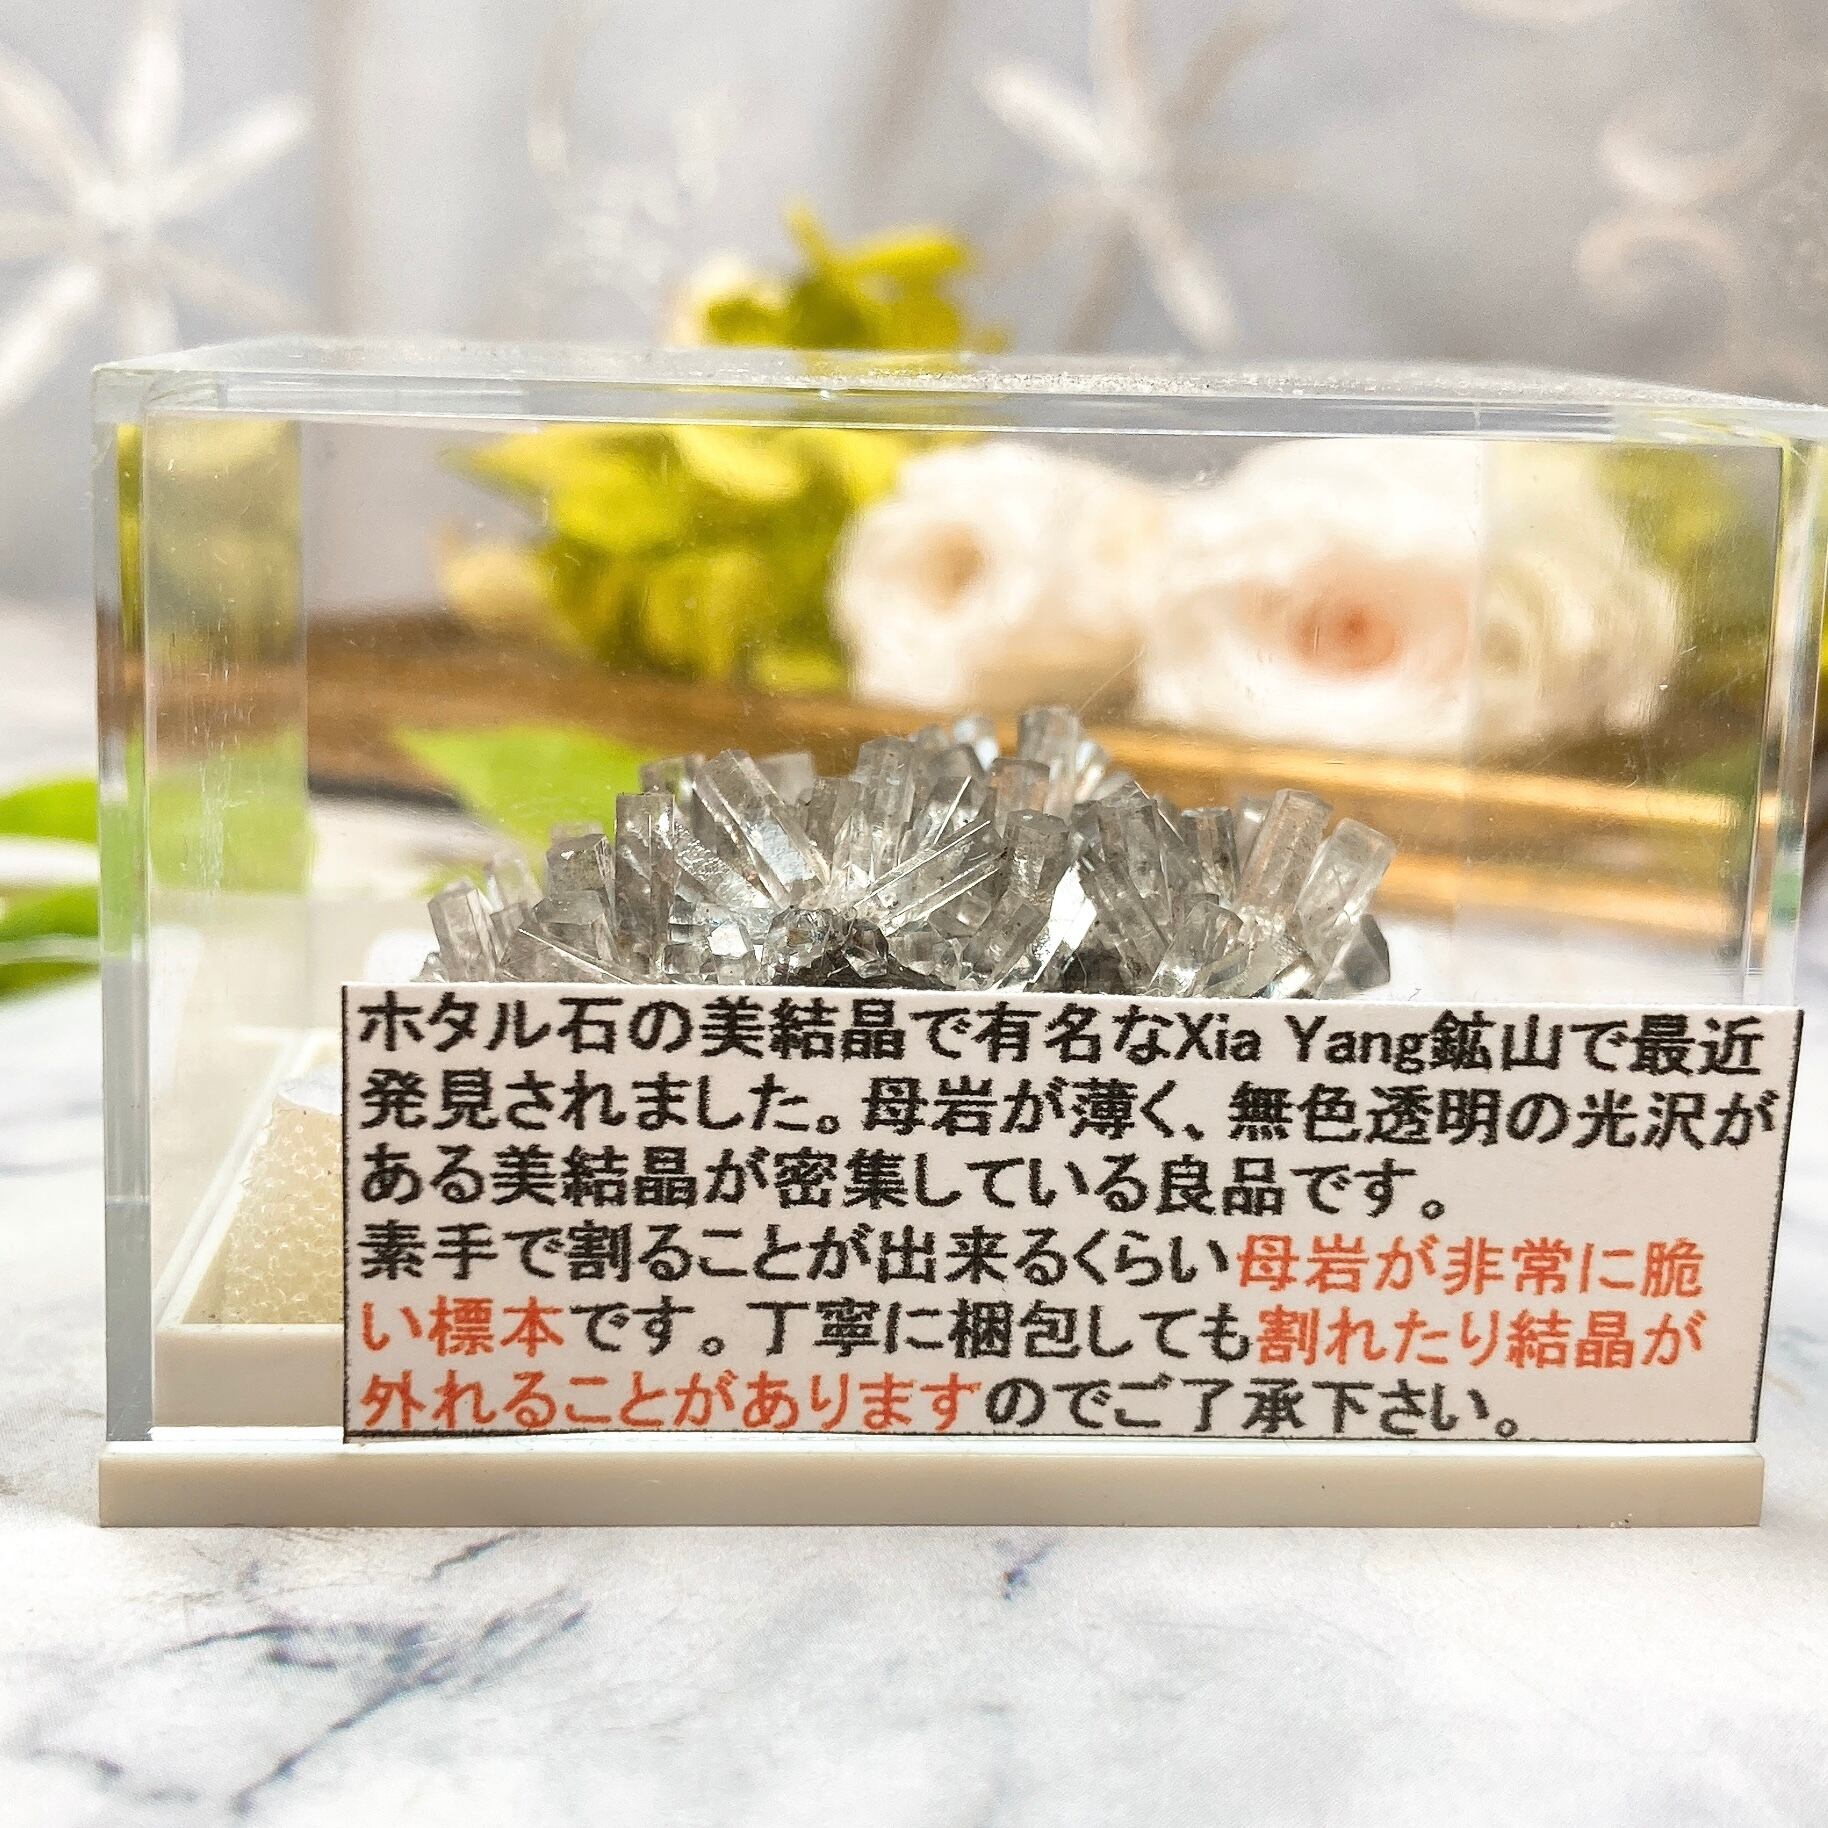 ホタル石の美結晶で有名なXia Yang鉱山で最近
発見されました。母岩が薄く、無色透明の光沢が
ある美結晶が密集している良品です。
素手で割ることが出来るくらい母岩が非常に脆
い標本です。丁寧に梱包しても割れたり結晶が
外れることがありますのでご了承下さい。